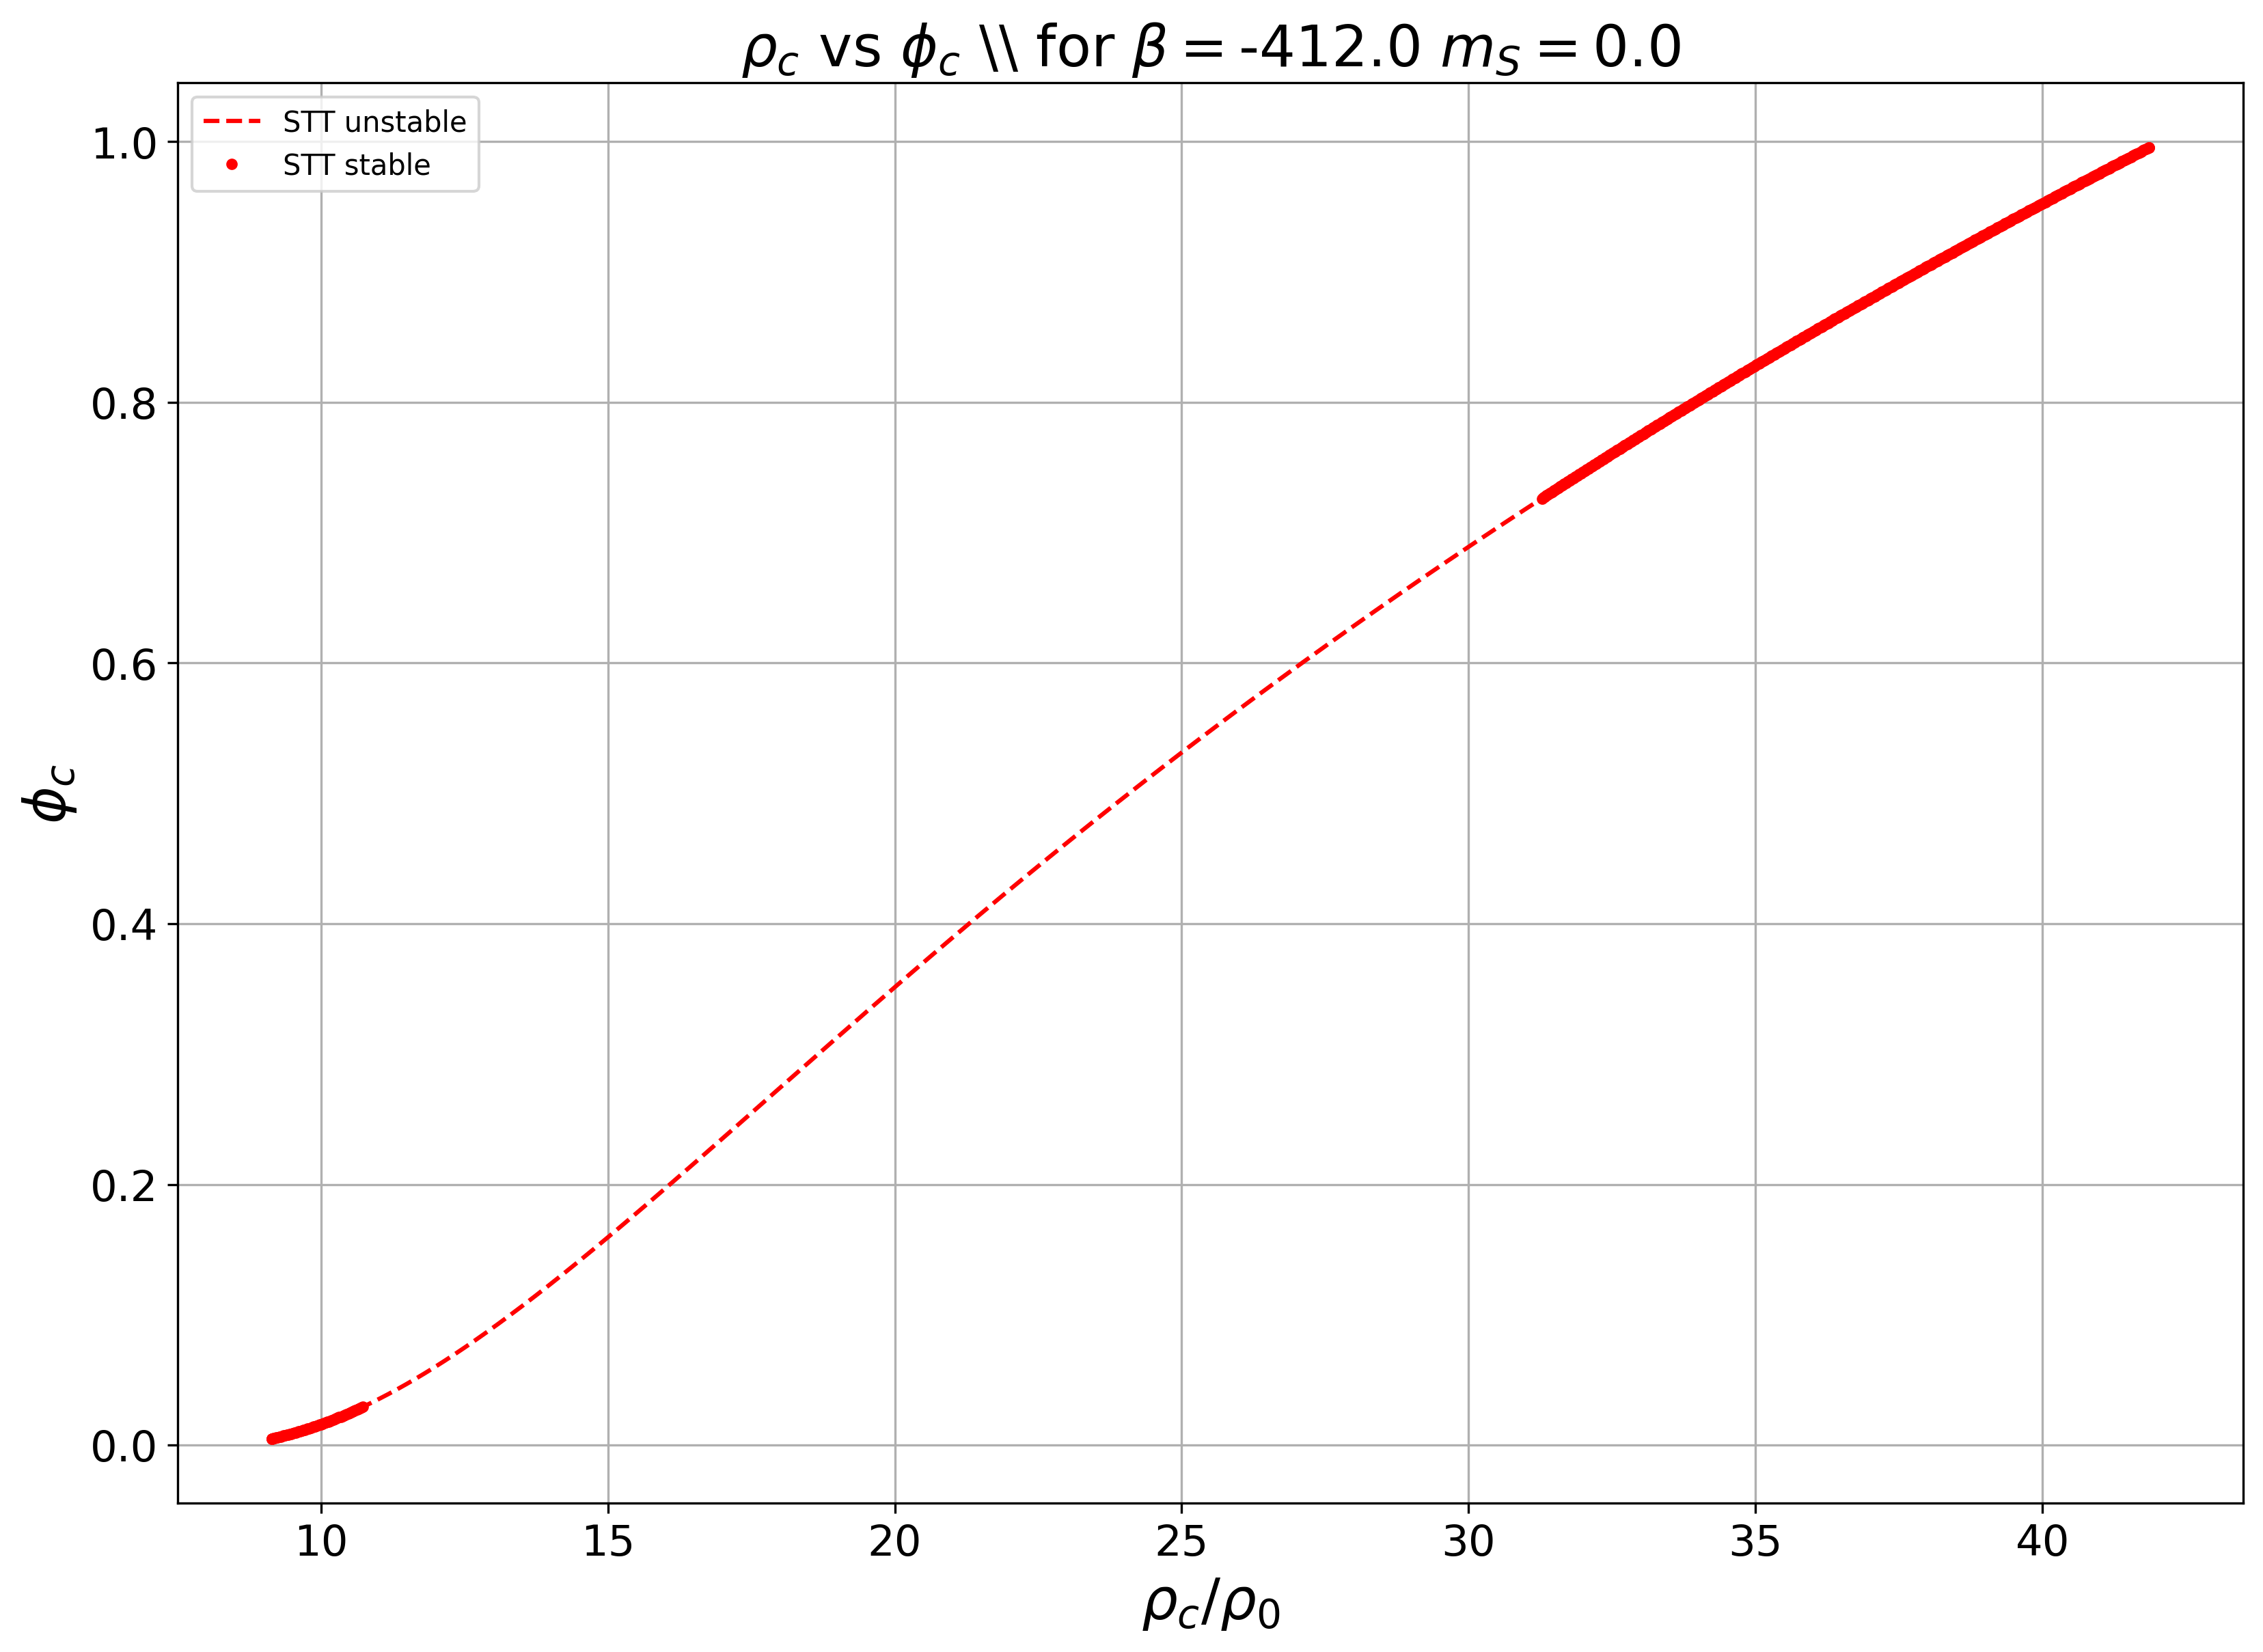 ρc vs ϕc \\ for β = -412.0 mS = 0.0
STT unstable
STT stable
1.0
0.8
0.6
0.4
0.2
0.0
ϕc
10 15 20 25 30 35 40
ρc/ρ0